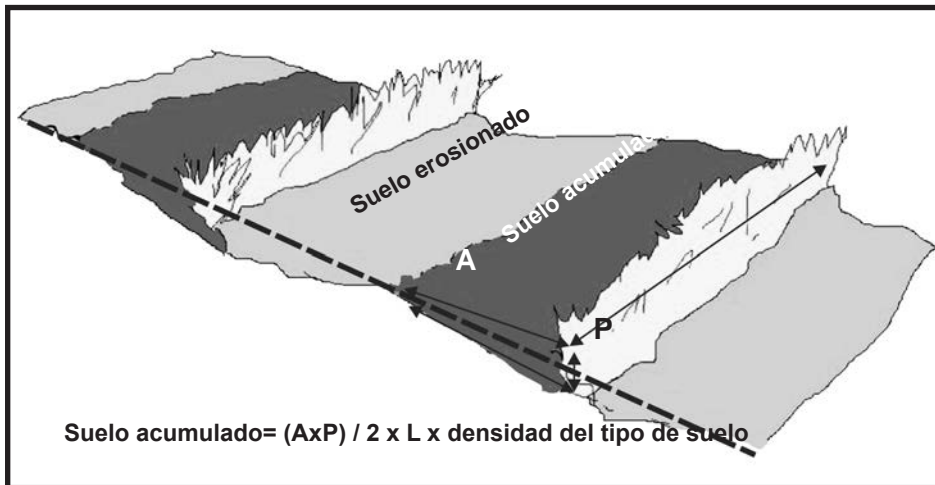 Suelo erosionado
Suelo acumula
A
P
Suelo acumulado= (AxP) / 2 x L x densidad del tipo de suelo